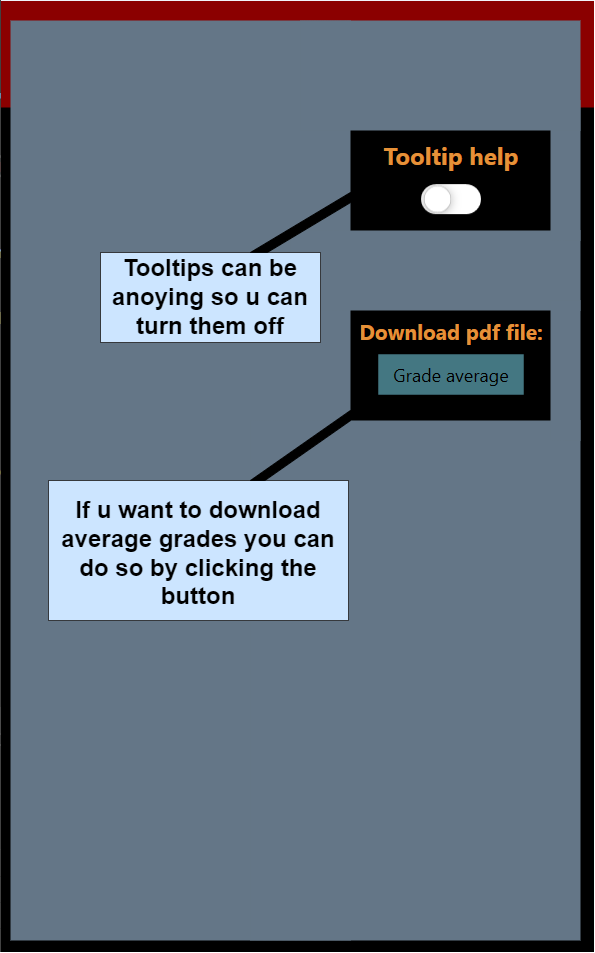 Tooltip help
Tooltips can be
anoying so u can
turn them off
Download pdf file:
Grade average
If u want to download
average grades you can
do so by clicking the
button